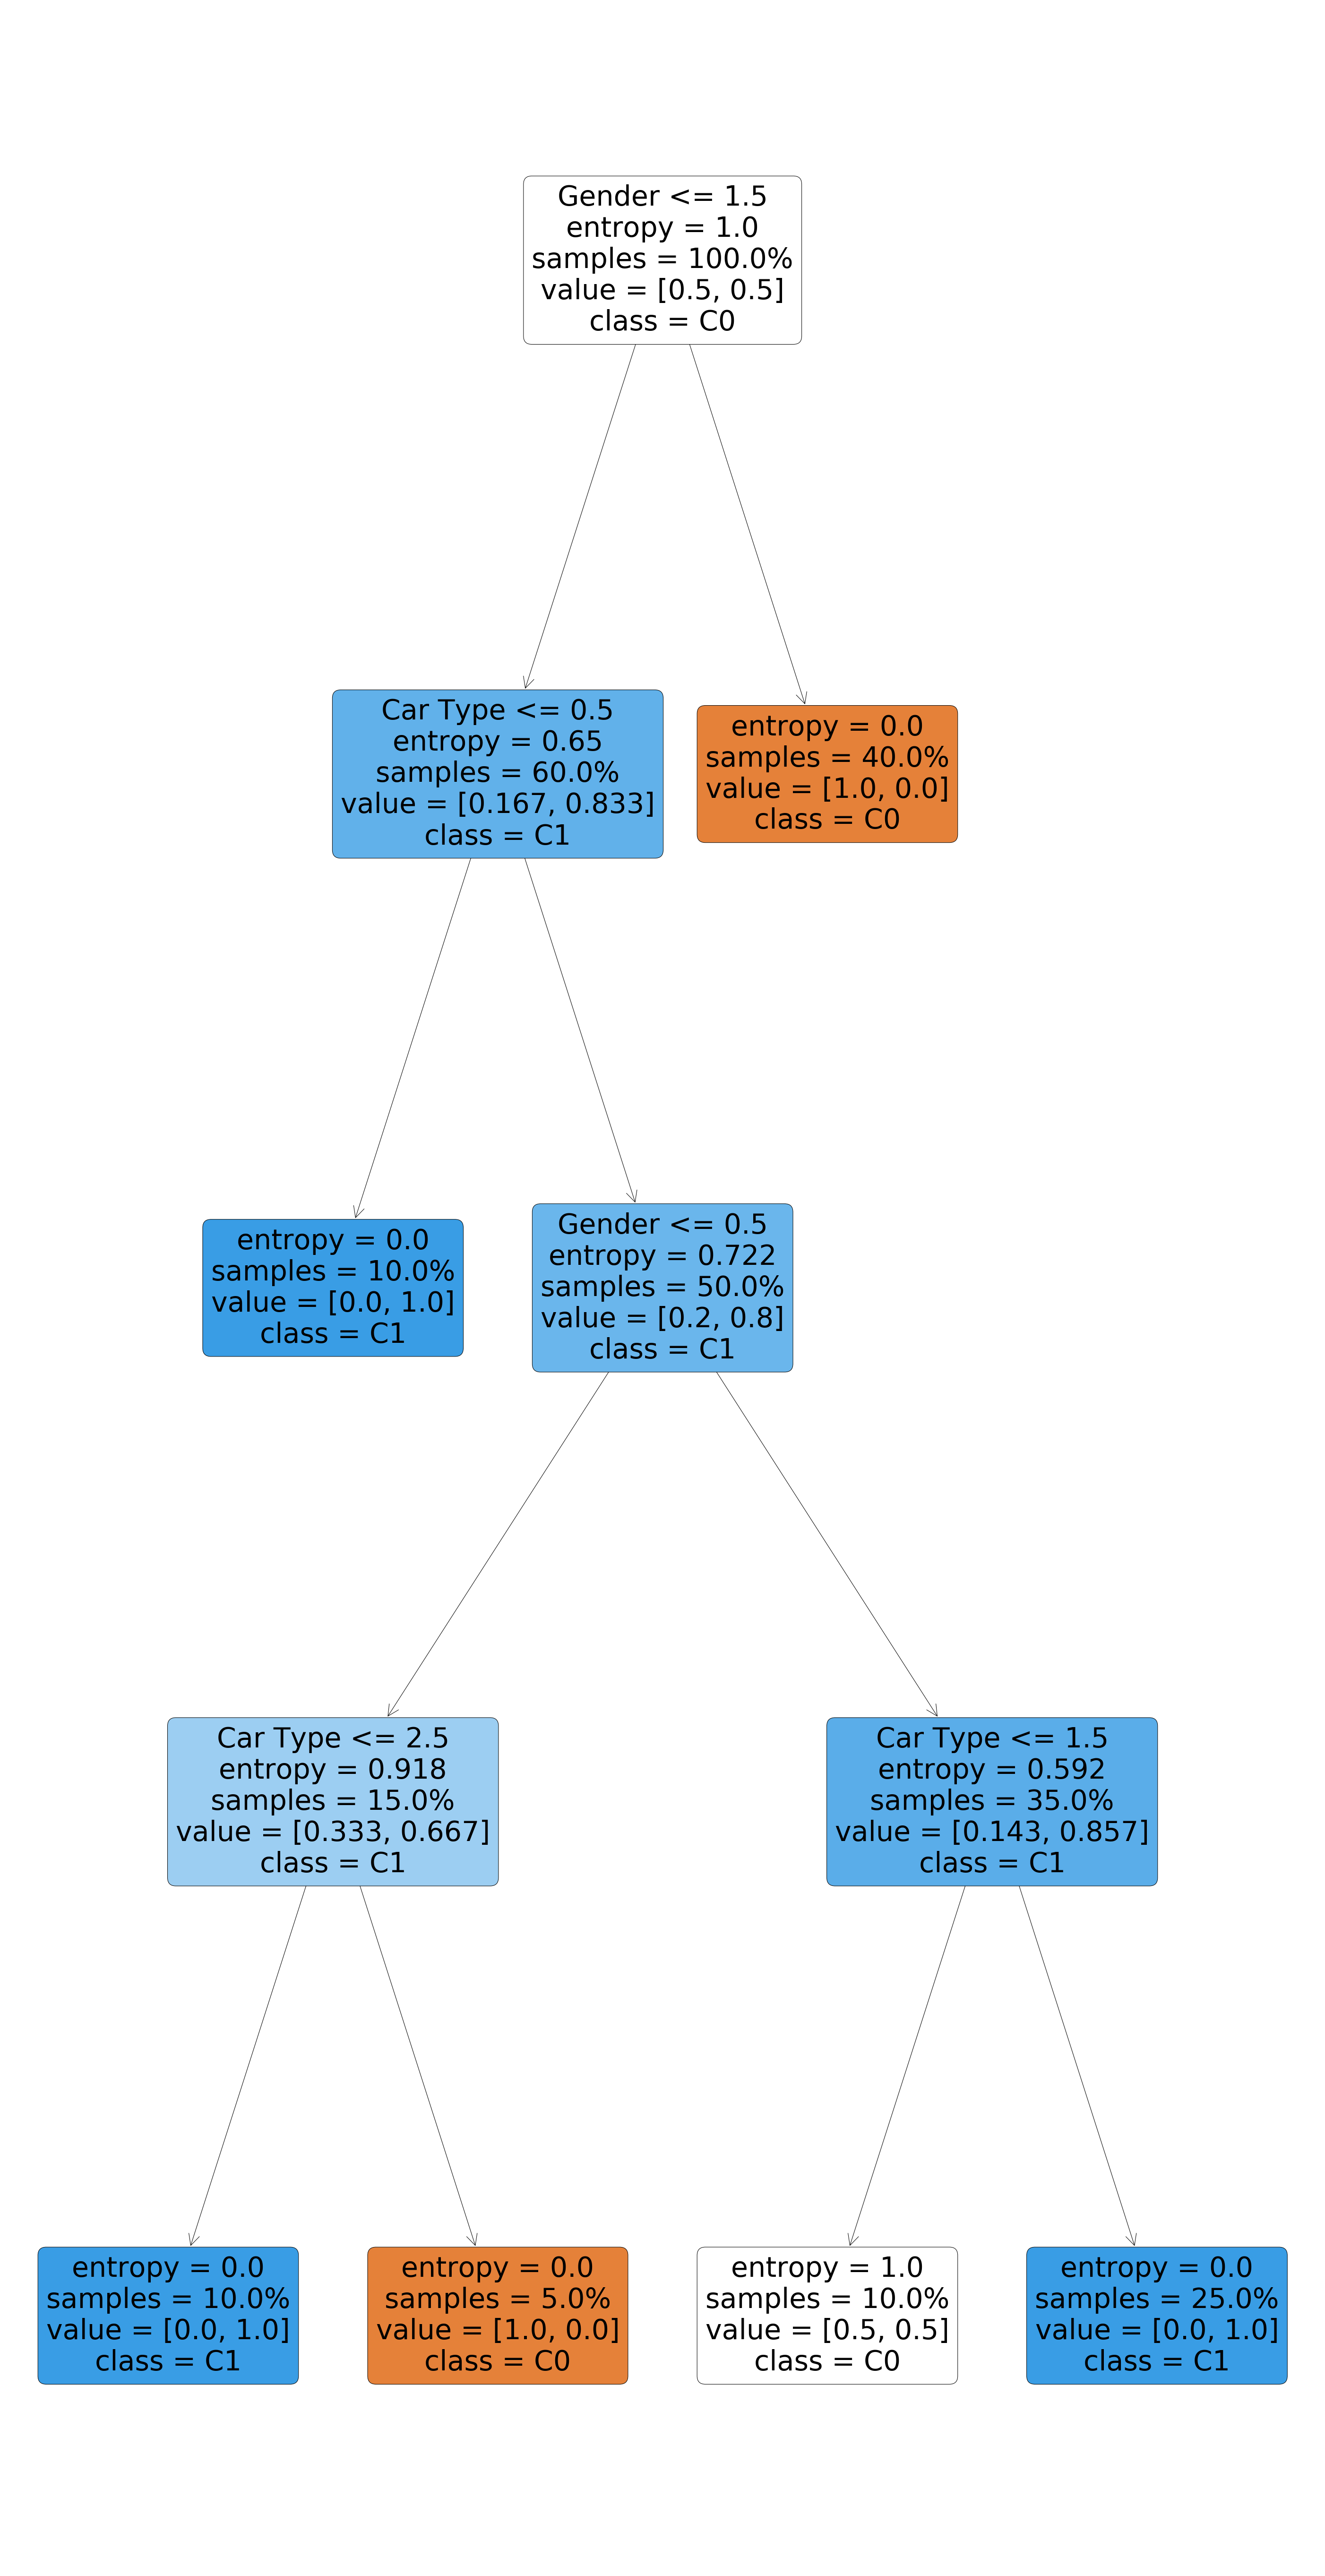 Gender <= 1.5
entropy = 1.0
samples = 100.0%
value = [0.5, 0.5]
class = C0
Car Type <= 0.5
entropy = 0.65
samples = 60.0%
value = [0.167, 0.833]
class = C1
entropy = 0.0
samples = 40.0%
value = [1.0, 0.0]
class = C0
entropy = 0.0
samples = 10.0%
value = [0.0, 1.0]
class = C1
Gender <= 0.5
entropy = 0.722
samples = 50.0%
value = [0.2, 0.8]
class = C1
Car Type <= 2.5
entropy = 0.918
samples = 15.0%
value = [0.333, 0.667]
class = C1
Car Type <= 1.5
entropy = 0.592
samples = 35.0%
value = [0.143, 0.857]
class = C1
entropy = 0.0
samples = 10.0%
value = [0.0, 1.0]
class = C1
entropy = 0.0
samples = 5.0%
value = [1.0, 0.0]
class = C0
entropy = 1.0
samples = 10.0%
value = [0.5, 0.5]
class = C0
entropy = 0.0
samples = 25.0%
value = [0.0, 1.0]
class = C1